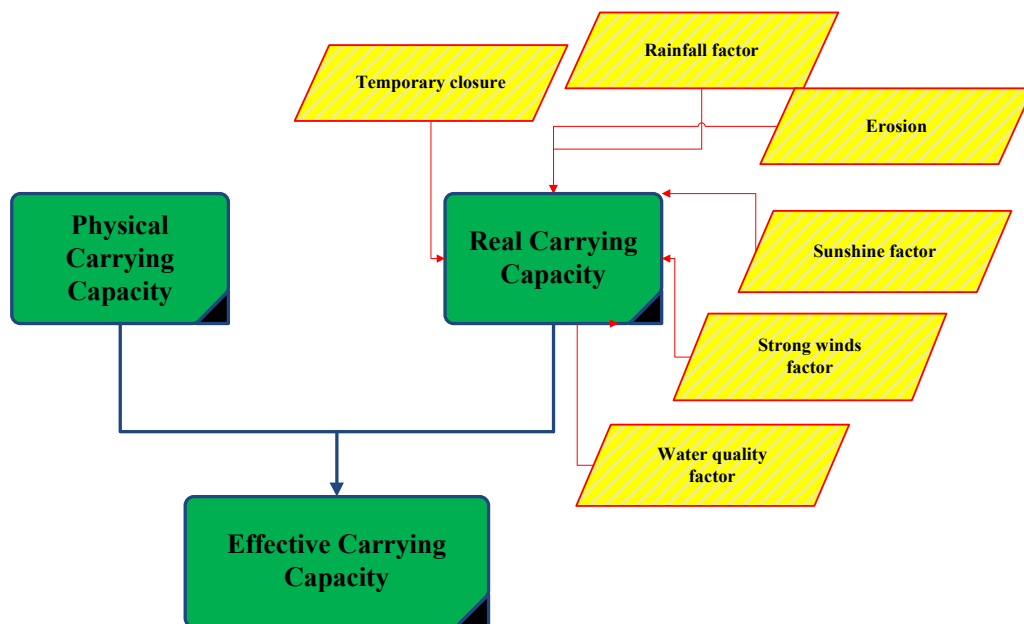 Rainfall factor
Temporary closure
Erosion
Physical
Carrying
Capacity
Real Carrying
Capacity
Sunshine factor
Strong winds
factor
Water quality
factor
Effective Carrying
Capacity